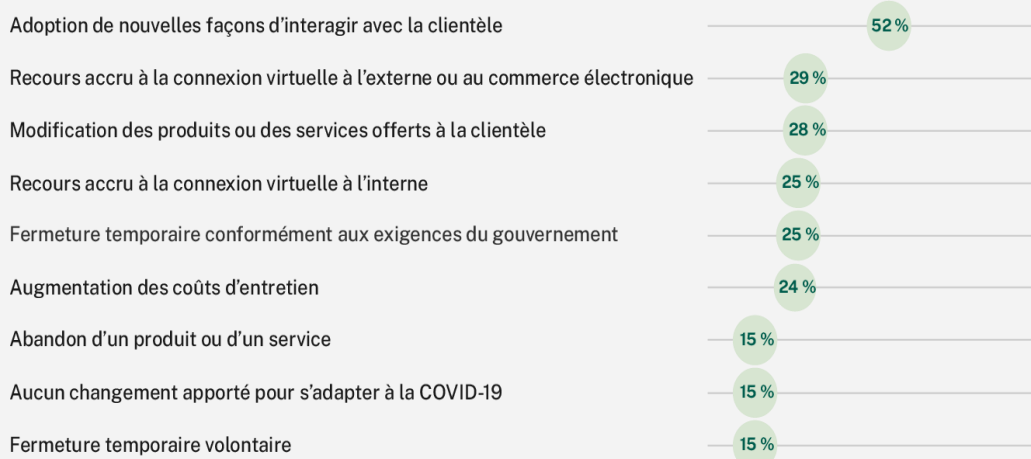 Adoption de nouvelles façons d’interagir avec la clientèle 52 %
Recours accru à la connexion virtuelle à l’externe ou au commerce électronique 29 %
Modification des produits ou des services offerts à la clientèle 28 %
Recours accru à la connexion virtuelle à l’interne 25 %
Fermeture temporaire conformément aux exigences du gouvernement 25 %
Augmentation des coûts d’entretien 24 %
Abandon d’un produit ou d’un service 15 %
Aucun changement apporté pour s’adapter à la COVID-19 15 %
Fermeture temporaire volontaire 15 %